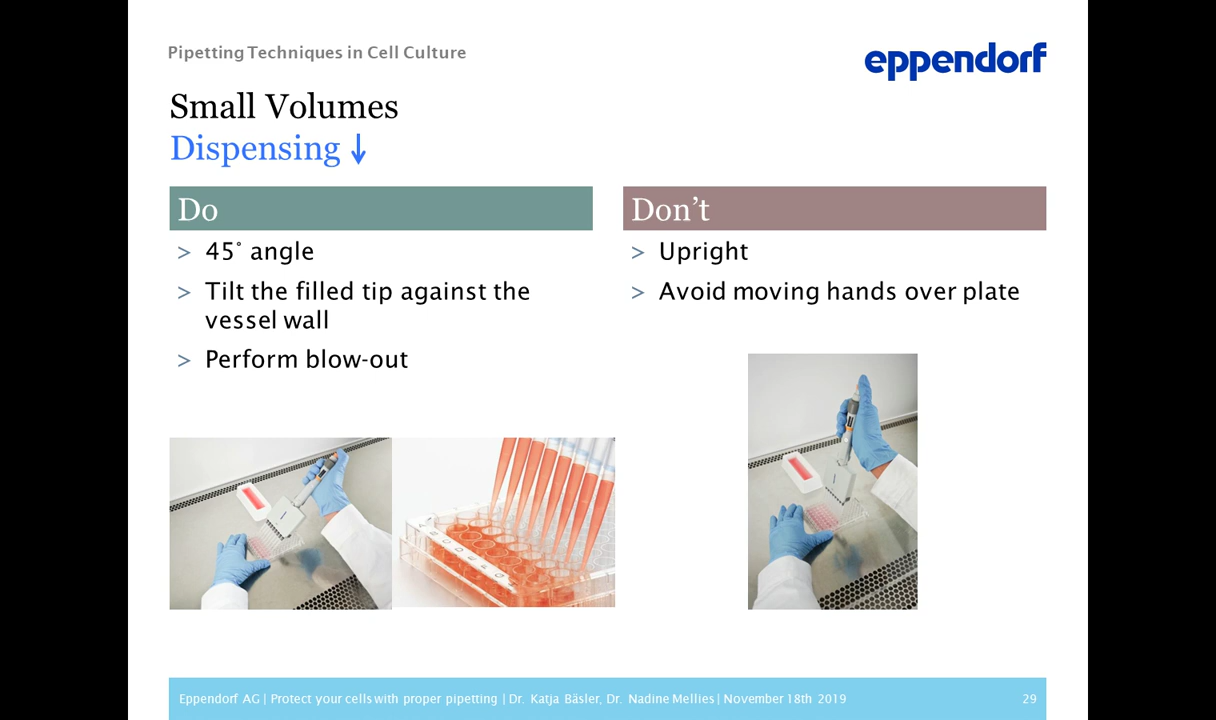 Pipetting Techniques in Cell Culture
eppendorf
Small Volumes
Dispensing ↓
Do
> 45° angle
> Tilt the filled tip against the
vessel wall
> Perform blow-out
Don’t
> Upright
> Avoid moving hands over plate
Eppendorf AG | Protect your cells with proper pipetting | Dr. Katja Bäsler, Dr. Nadine Mellies | November 18th 2019
29